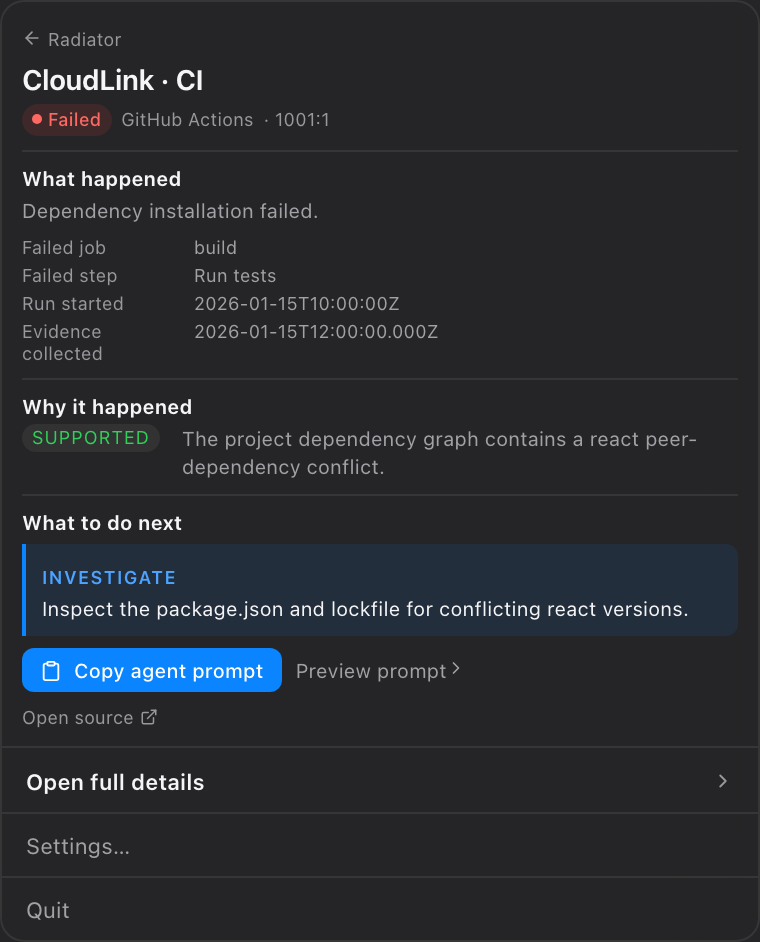 Radiator
CloudLink · CI
Failed GitHub Actions · 1001:1
What happened
Dependency installation failed.
Failed job build
Failed step Run tests
Run started 2026-01-15T10:00:00Z
Evidence collected 2026-01-15T12:00:00.000Z
Why it happened
SUPPORTED The project dependency graph contains a react peer-
dependency conflict.
What to do next
INVESTIGATE
Inspect the package.json and lockfile for conflicting react versions.
Copy agent prompt Preview prompt
Open source
Open full details
Settings...
Quit